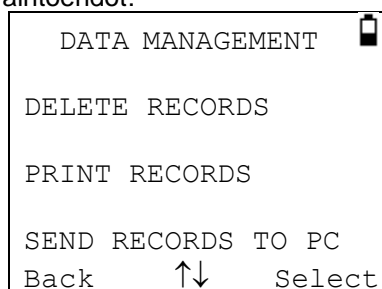 DATA MANAGEMENT
DELETE RECORDS
PRINT RECORDS
SEND RECORDS TO PC
Back ↑↓ Select